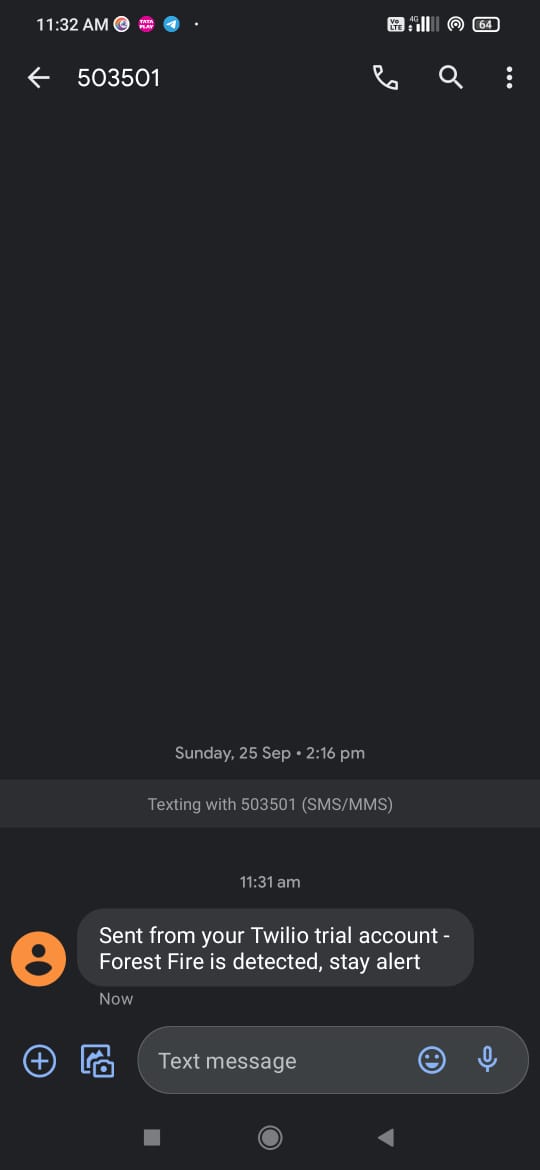 11:32 AM
TATA
PLAY
Vo
LTE
4G
64
503501
Sunday, 25 Sep • 2:16 pm
Texting with 503501 (SMS/MMS)
11:31 am
Sent from your Twilio trial account -
Forest Fire is detected, stay alert
Now
Text message